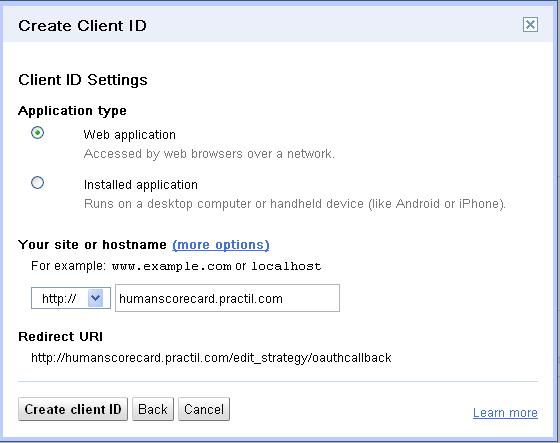 Create Client ID
Client ID Settings
Application type
Web application
Accessed by web browsers over a network.
Installed application
Runs on a desktop computer or handheld device (like Android or iPhone).
Your site or hostname (more options)
For example: www.example.com or localhost
http:// humanscorecard.practil.com
Redirect URI
http://humanscorecard.practil.com/edit_strategy/oauthcallback
Create client ID Back Cancel Learn more